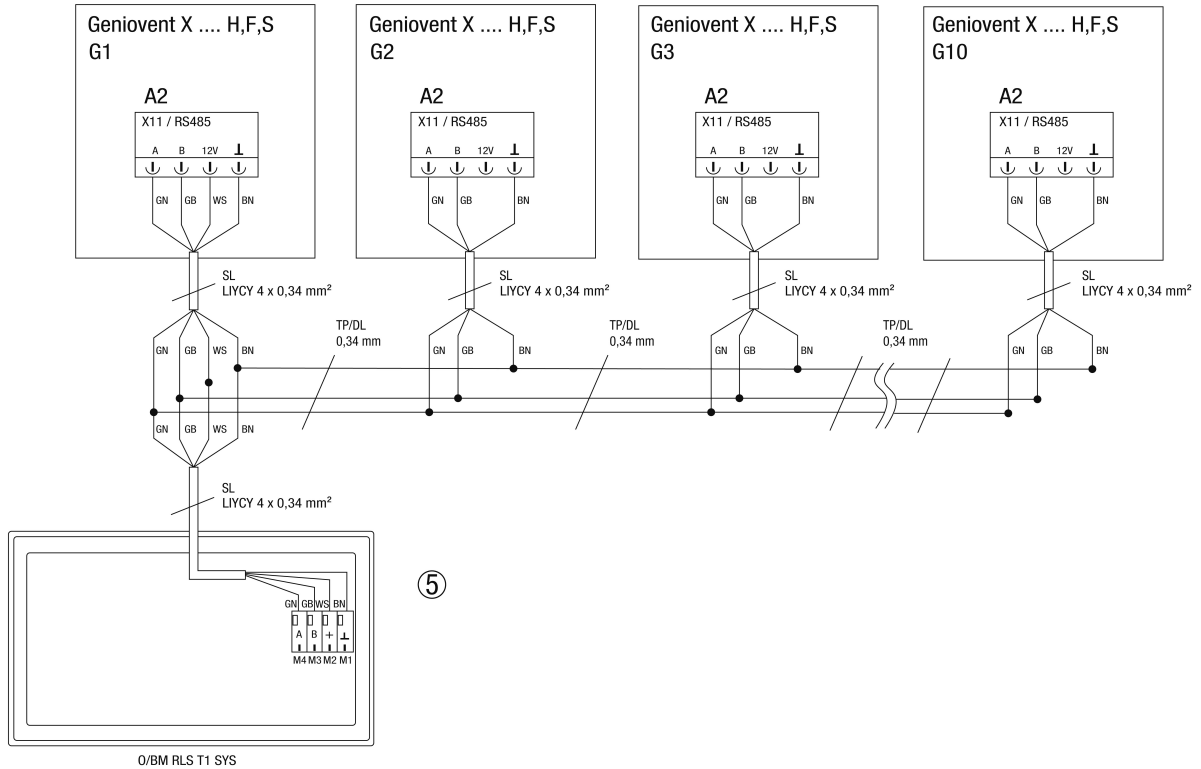 Geniovent X .... H,F,S
G1
A2
X11 / RS485
A B 12V ⊥
GN GB WS BN
SL
LIYCY 4 x 0,34 mm²
Geniovent X .... H,F,S
G2
A2
X11 / RS485
A B 12V ⊥
GN GB BN
SL
LIYCY 4 x 0,34 mm²
Geniovent X .... H,F,S
G3
A2
X11 / RS485
A B 12V ⊥
GN GB BN
SL
LIYCY 4 x 0,34 mm²
Geniovent X .... H,F,S
G10
A2
X11 / RS485
A B 12V ⊥
GN GB BN
SL
LIYCY 4 x 0,34 mm²
GN GB WS BN
TP/DL
0,34 mm
GN GB BN
TP/DL
0,34 mm
GN GB BN
TP/DL
0,34 mm
GN GB BN
GN GB WS BN
SL
LIYCY 4 x 0,34 mm²
⑤
GN GB WS BN
A B + ⊥
M4 M3 M2 M1
O/BM RLS T1 SYS